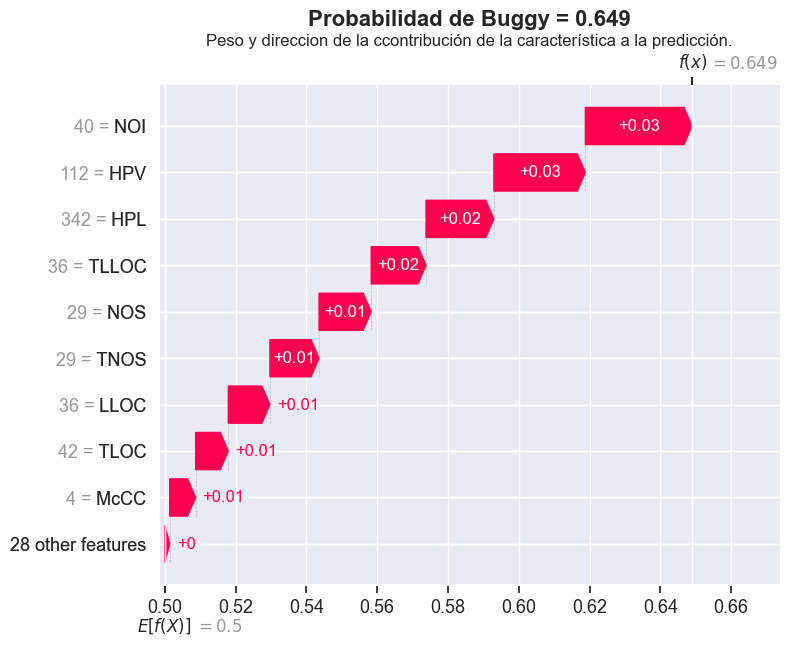 Probabilidad de Buggy = 0.649
Peso y direccion de la ccontribución de la característica a la predicción.
f(x) = 0.649
40 = NOI +0.03
112 = HPV +0.03
342 = HPL +0.02
36 = TLLOC +0.02
29 = NOS +0.01
29 = TNOS +0.01
36 = LLOC +0.01
42 = TLOC +0.01
4 = McCC +0.01
28 other features +0
0.50 0.52 0.54 0.56 0.58 0.60 0.62 0.64 0.66
E[f(X)] = 0.5